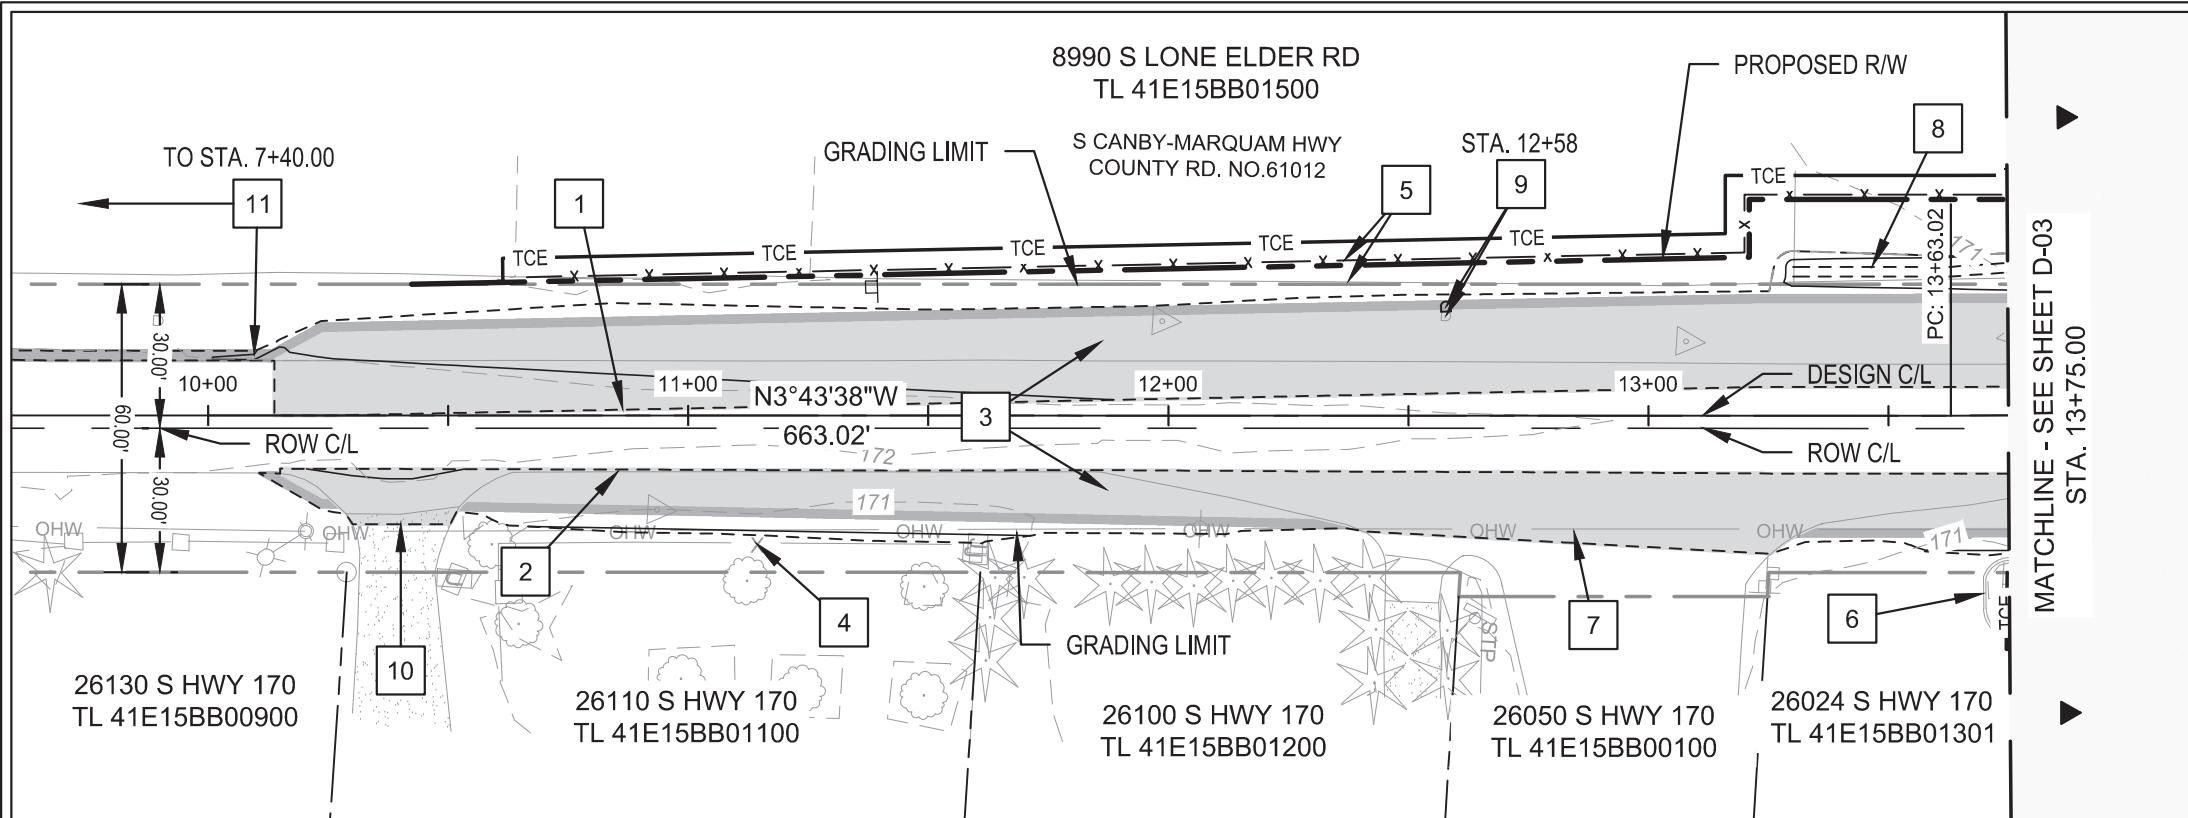 8990 S LONE ELDER RD
TL 41E15BB01500
PROPOSED R/W
S CANBY-MARQUAM HWY
COUNTY RD. NO.61012
GRADING LIMIT
STA. 12+58
8
TO STA. 7+40.00
11
1
5
9
TCE
TCE
TCE
TCE
TCE
TCE
171
PC: 13+63.02
30.00'
60.00'
30.00'
10+00
11+00
12+00
13+00
N3°43'38"W
663.02'
3
DESIGN C/L
ROW C/L
ROW C/L
172
171
171
OHW
OHW
OHW
OHW
OHW
OHW
OHW
2
4
10
7
6
TCE
STP
GRADING LIMIT
26130 S HWY 170
TL 41E15BB00900
26110 S HWY 170
TL 41E15BB01100
26100 S HWY 170
TL 41E15BB01200
26050 S HWY 170
TL 41E15BB00100
26024 S HWY 170
TL 41E15BB01301
MATCHLINE - SEE SHEET D-03
STA. 13+75.00